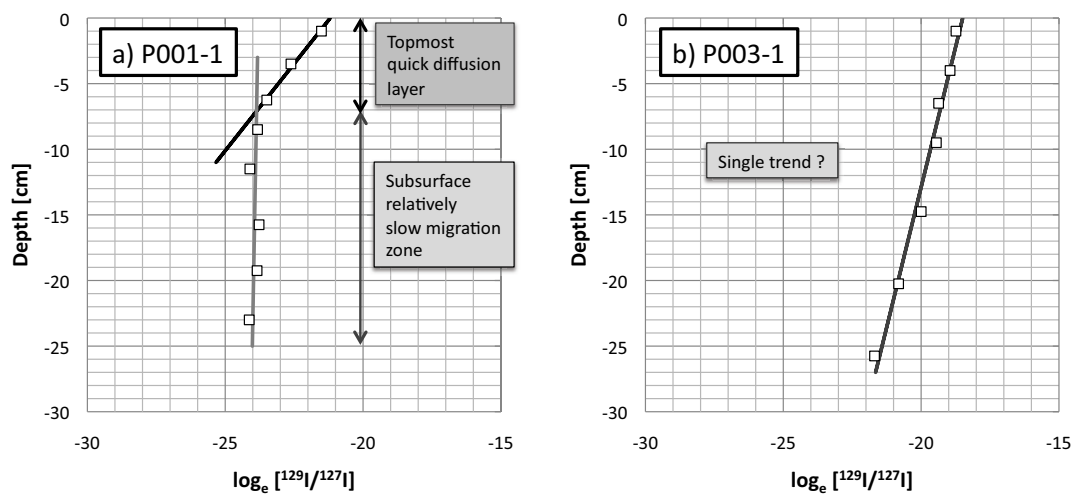 a) P001-1
Topmost
quick diffusion
layer
Subsurface
relatively
slow migration
zone
Depth [cm]
0
-5
-10
-15
-20
-25
-30
-30
-25
-20
-15
logₑ [¹²⁹I/¹²⁷I]
b) P003-1
Single trend ?
Depth [cm]
0
-5
-10
-15
-20
-25
-30
-30
-25
-20
-15
logₑ [¹²⁹I/¹²⁷I]